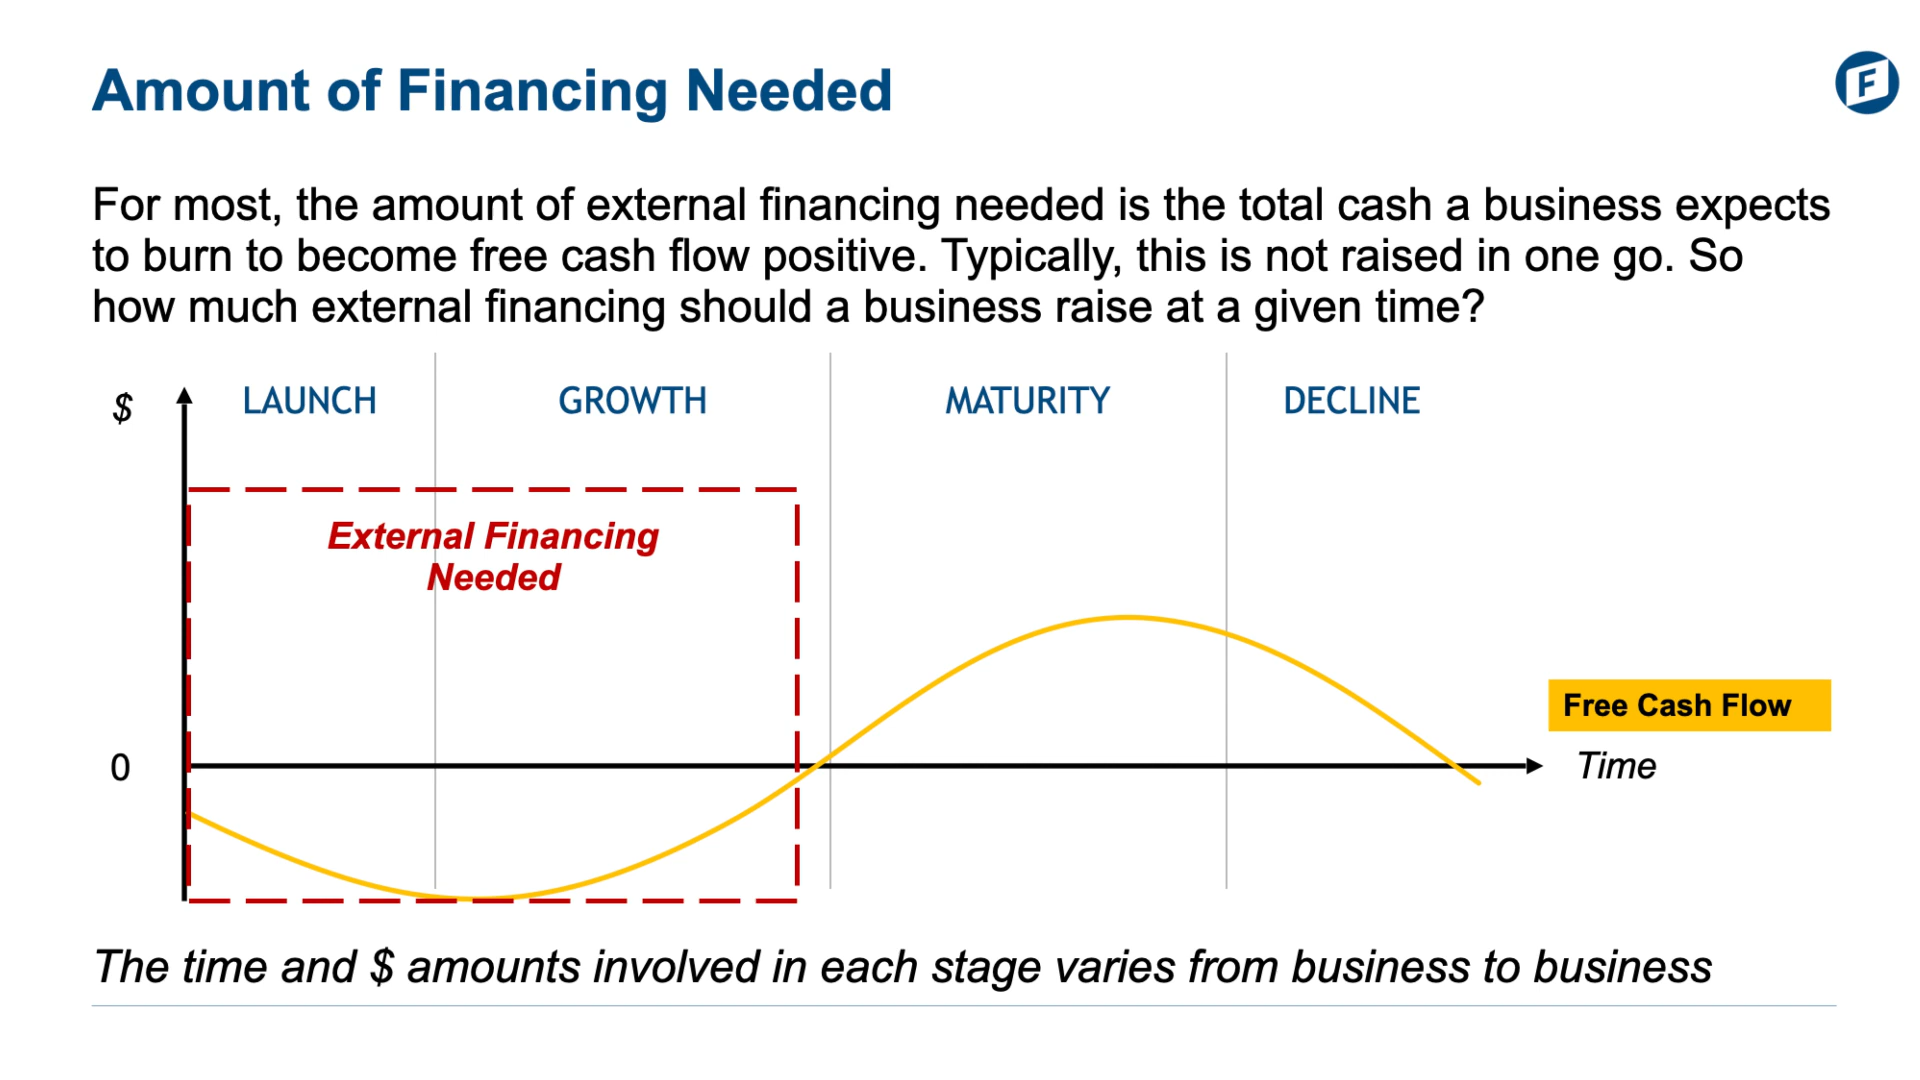 Amount of Financing Needed
F
For most, the amount of external financing needed is the total cash a business expects
to burn to become free cash flow positive. Typically, this is not raised in one go. So
how much external financing should a business raise at a given time?
$
LAUNCH
GROWTH
MATURITY
DECLINE
External Financing
Needed
Free Cash Flow
0
Time
The time and $ amounts involved in each stage varies from business to business